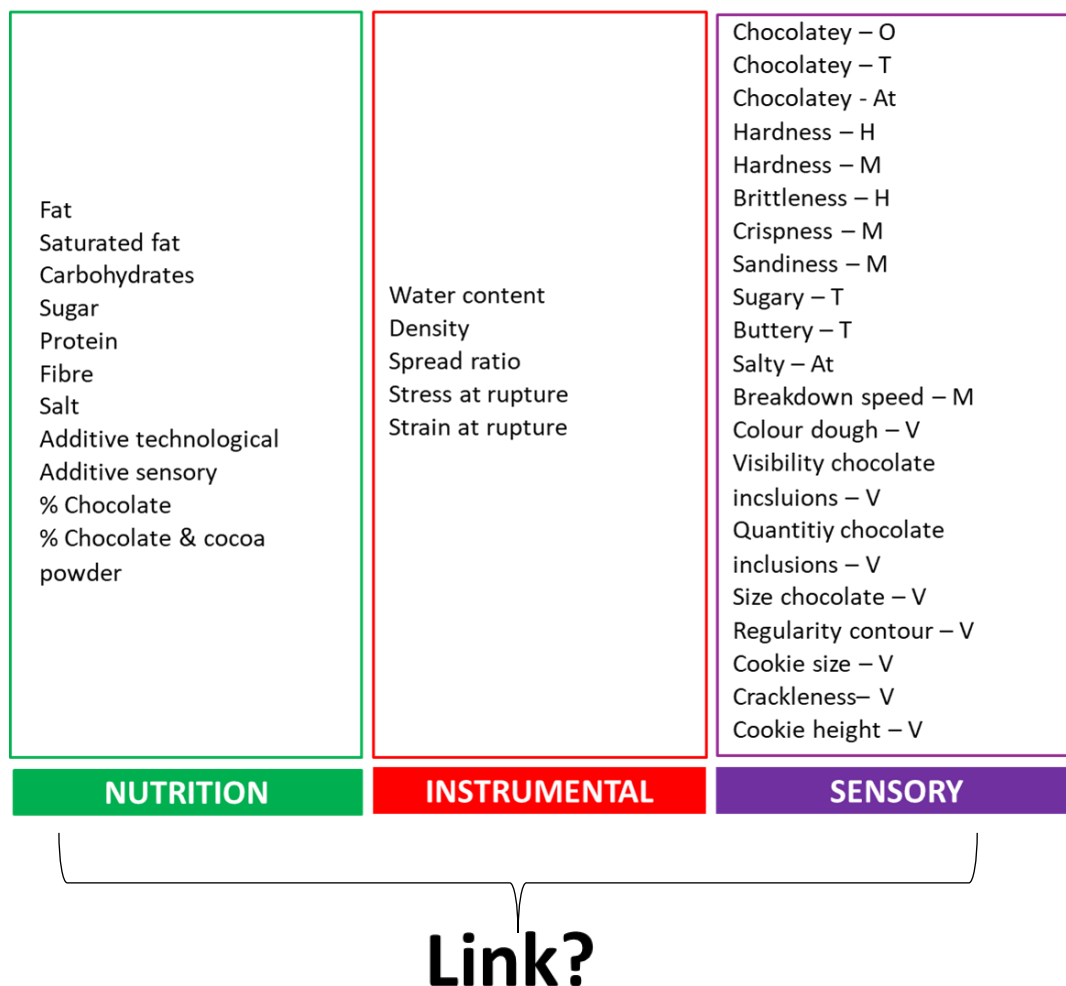 Fat
Saturated fat
Carbohydrates
Sugar
Protein
Fibre
Salt
Additive technological
Additive sensory
% Chocolate
% Chocolate & cocoa
powder
NUTRITION
Water content
Density
Spread ratio
Stress at rupture
Strain at rupture
INSTRUMENTAL
Chocolatey – O
Chocolatey – T
Chocolatey - At
Hardness – H
Hardness – M
Brittleness – H
Crispness – M
Sandiness – M
Sugary – T
Buttery – T
Salty – At
Breakdown speed – M
Colour dough – V
Visibility chocolate
incsluions – V
Quantitiy chocolate
inclusions – V
Size chocolate – V
Regularity contour – V
Cookie size – V
Crackleness– V
Cookie height – V
SENSORY
Link?